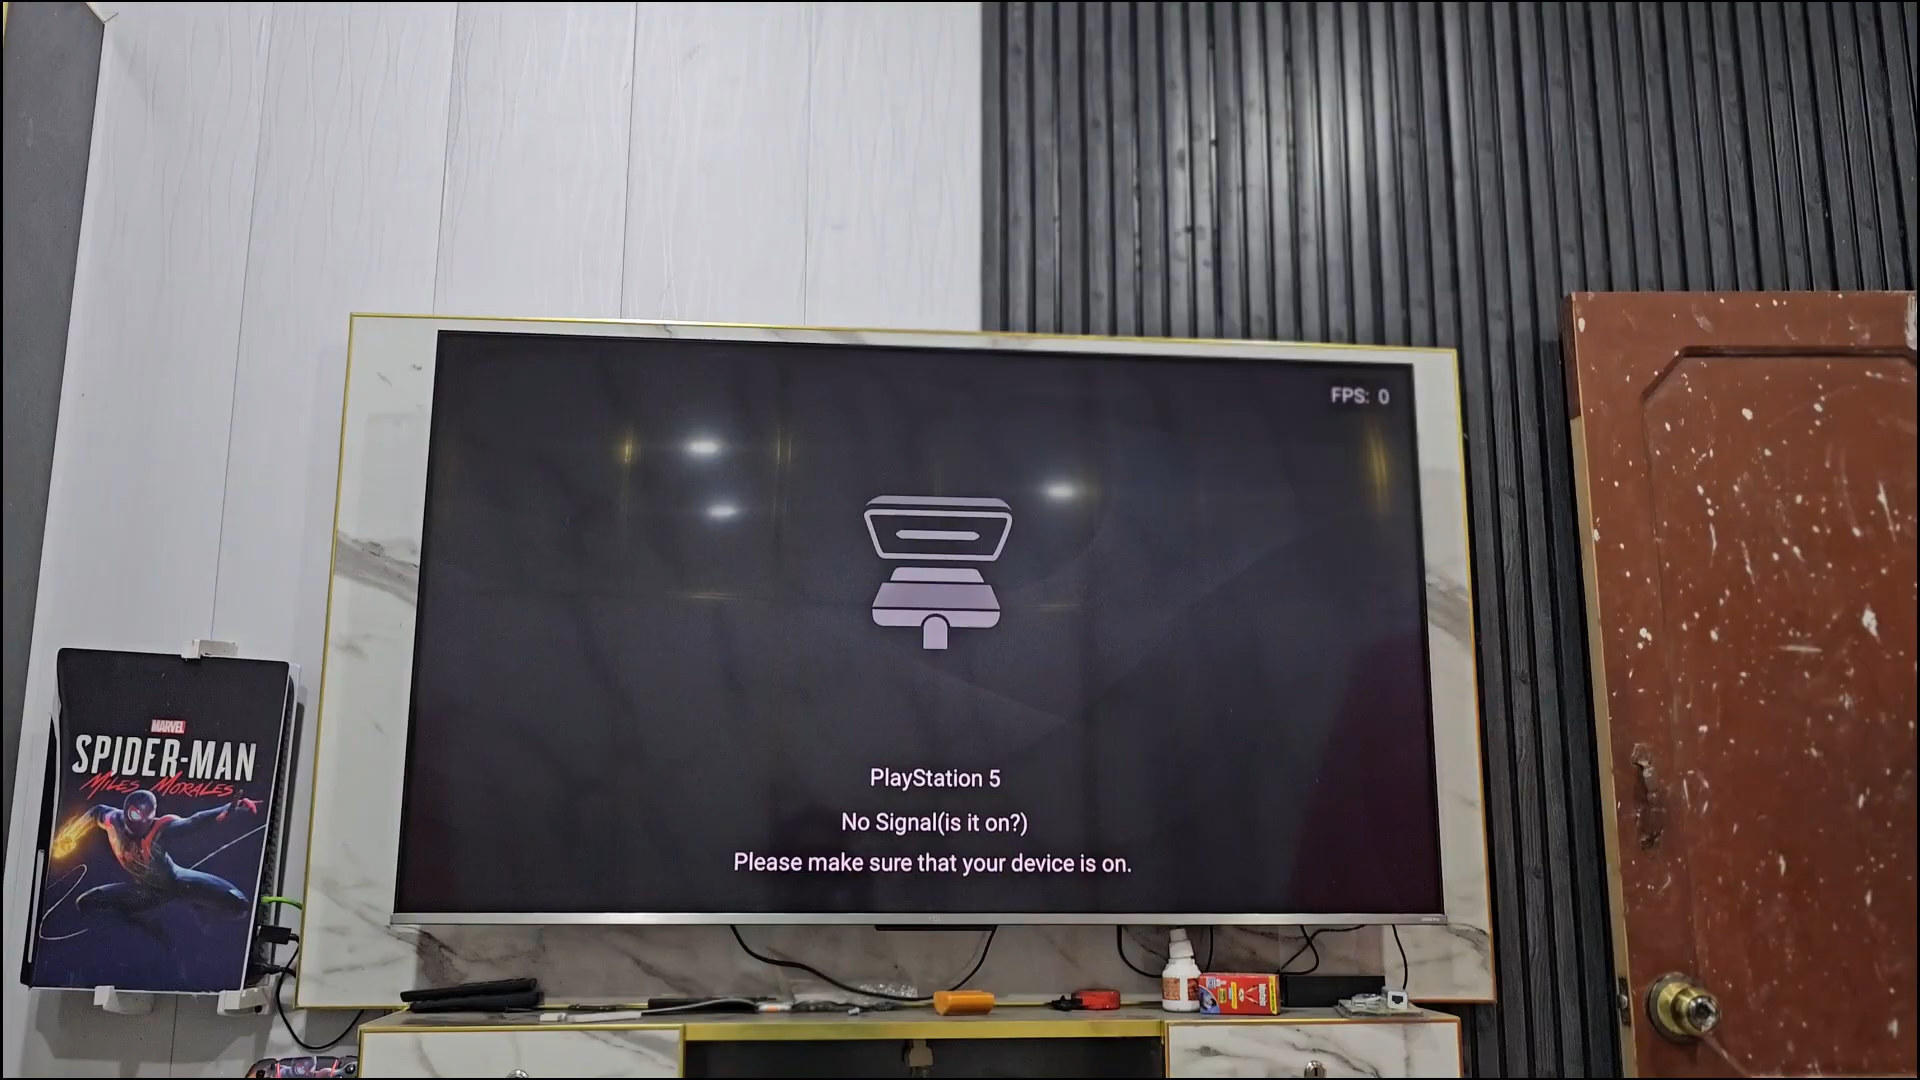 FPS: 0
PlayStation 5
No Signal(is it on?)
Please make sure that your device is on.
MARVEL
SPIDER-MAN
MILES MORALES